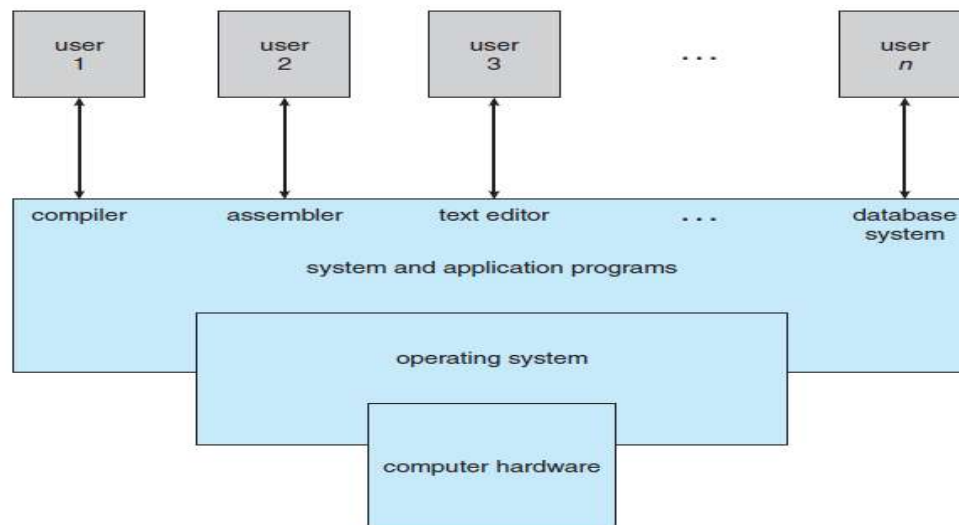 user
1
user
2
user
3
...
user
n
compiler
assembler
text editor
...
database
system
system and application programs
operating system
computer hardware